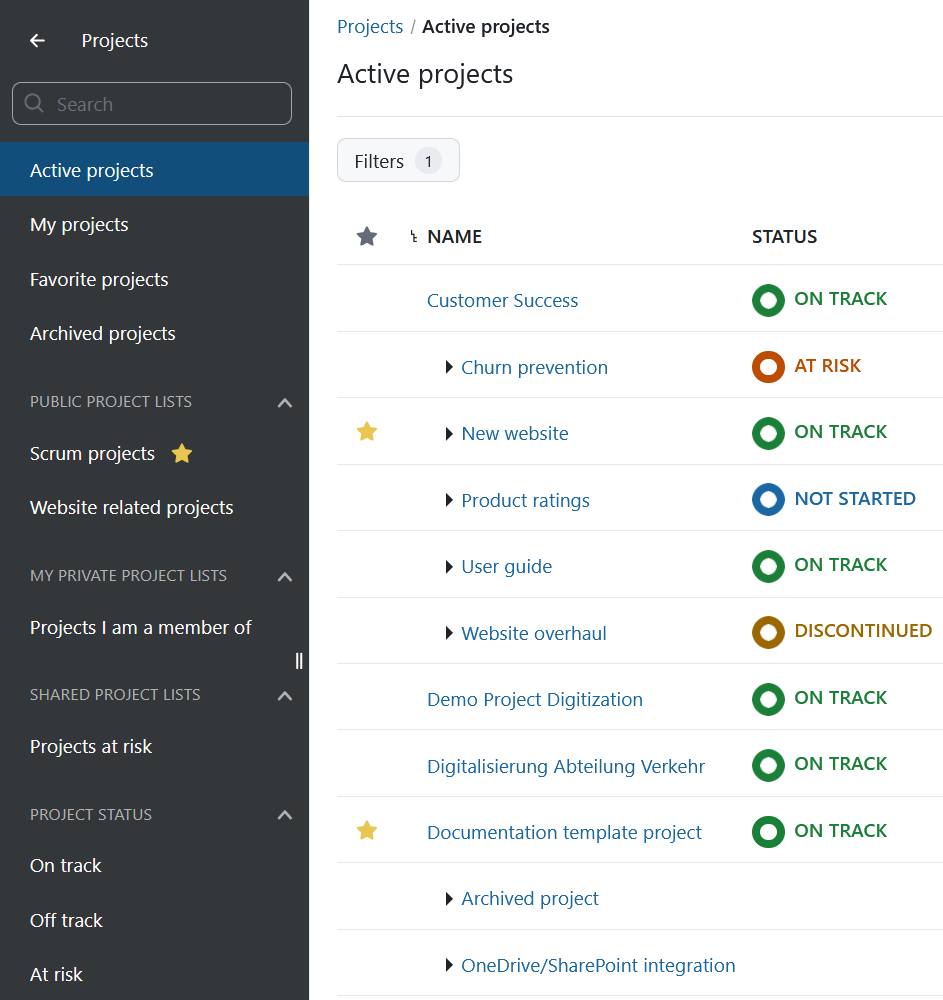 Projects
Search
Active projects
My projects
Favorite projects
Archived projects
PUBLIC PROJECT LISTS
Scrum projects
Website related projects
MY PRIVATE PROJECT LISTS
Projects I am a member of
SHARED PROJECT LISTS
Projects at risk
PROJECT STATUS
On track
Off track
At risk
Projects / Active projects
Active projects
Filters 1
NAME STATUS
Customer Success ON TRACK
Churn prevention AT RISK
New website ON TRACK
Product ratings NOT STARTED
User guide ON TRACK
Website overhaul DISCONTINUED
Demo Project Digitization ON TRACK
Digitalisierung Abteilung Verkehr ON TRACK
Documentation template project ON TRACK
Archived project
OneDrive/SharePoint integration